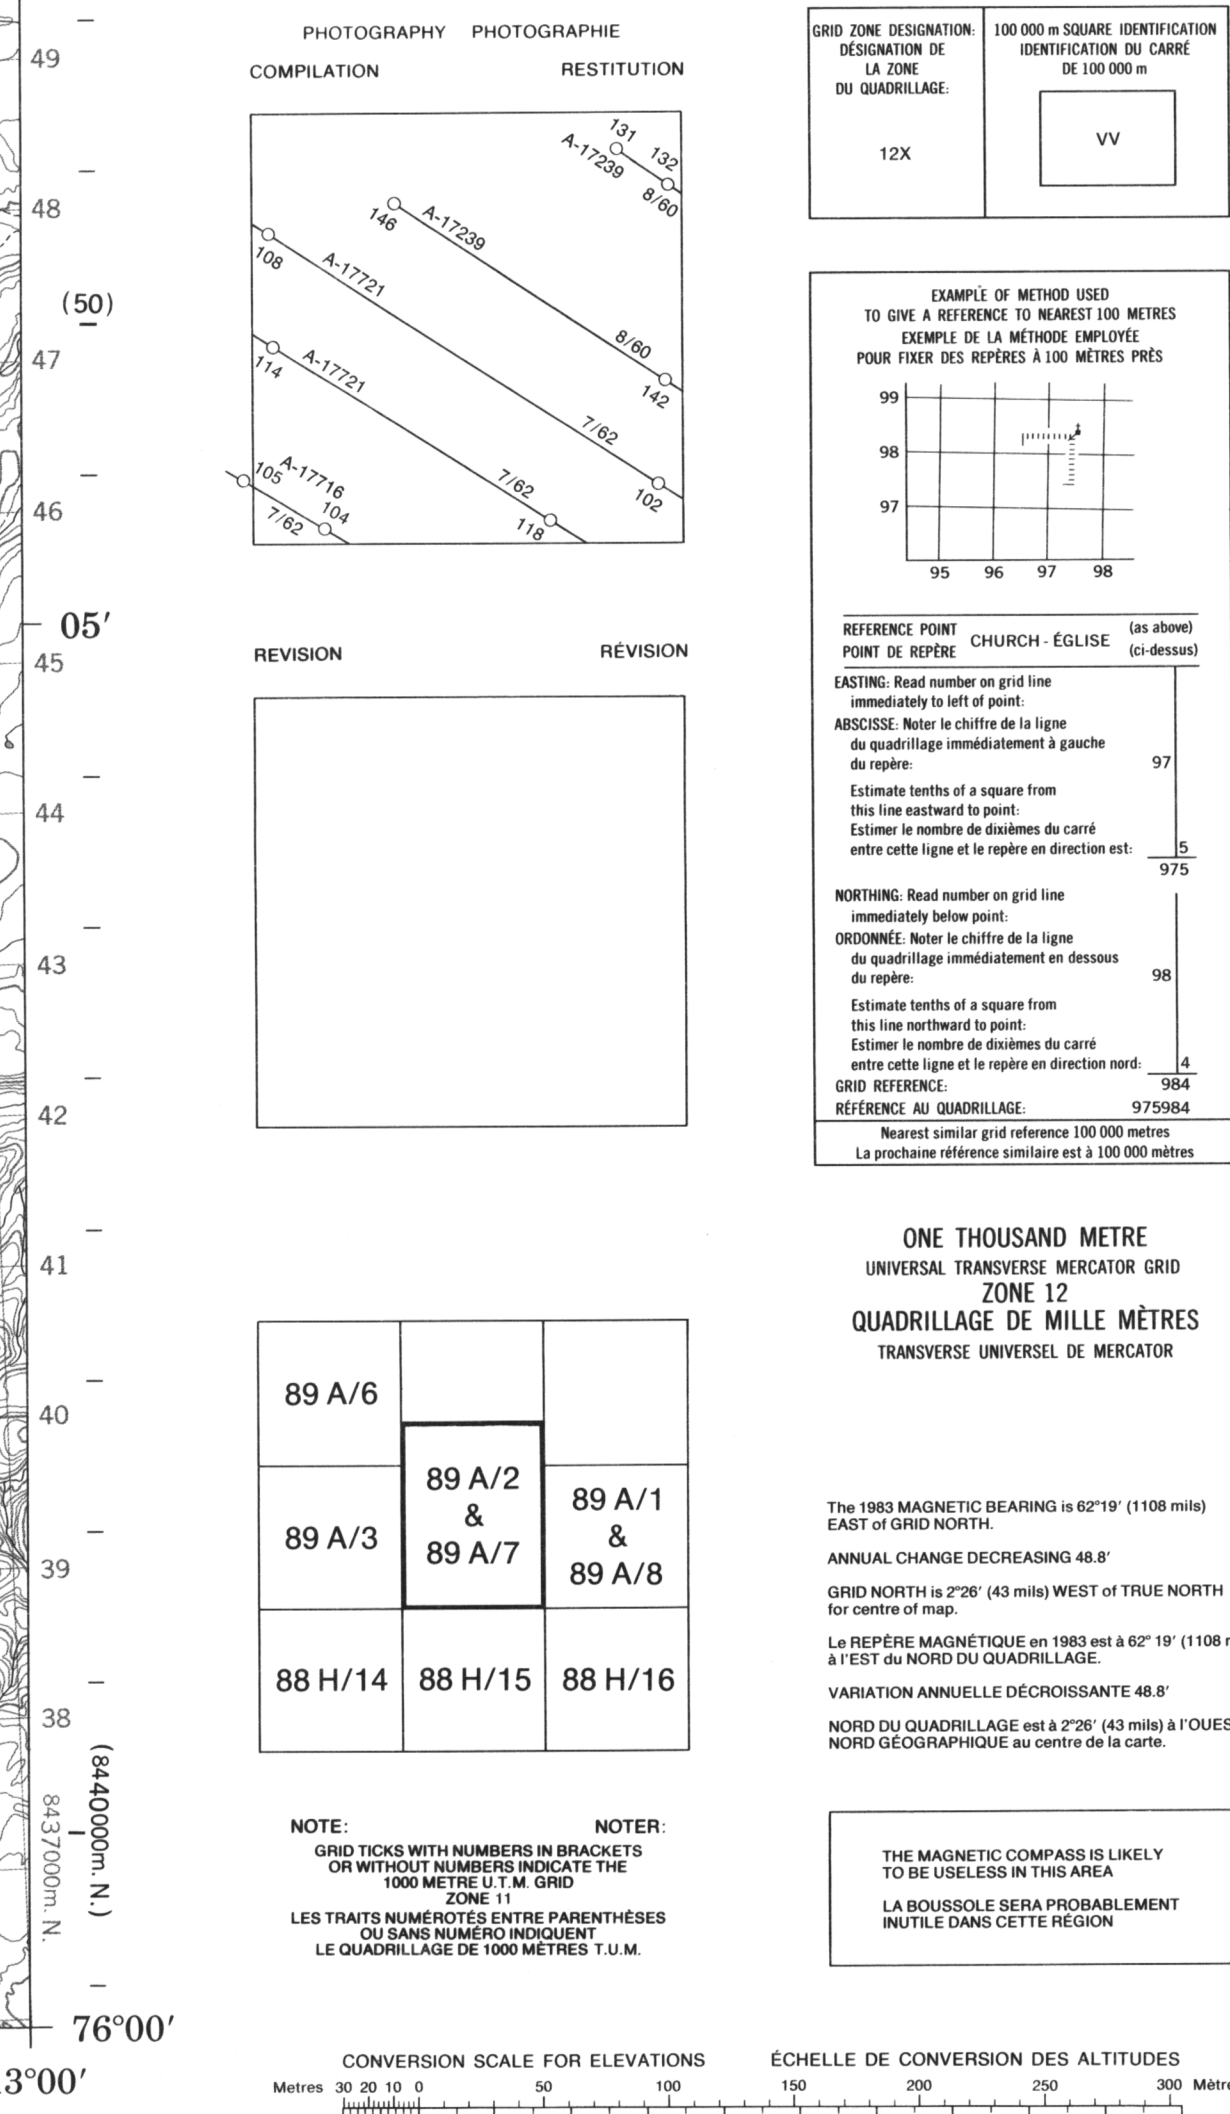 49
48
(50)
47
46
05′
45
44
43
42
41
40
39
38
(8440000m. N.)
8437000m. N.
76°00′
3°00′
PHOTOGRAPHY PHOTOGRAPHIE
COMPILATION RESTITUTION
131
132
A-17239
8/60
146
A-17239
8/60
142
108
A-17721
7/62
102
114
A-17721
7/62
118
105
A-17716
7/62
104
REVISION RÉVISION
89 A/6
89 A/2
&
89 A/7
89 A/3
89 A/1
&
89 A/8
88 H/14 88 H/15 88 H/16
NOTE: NOTER:
GRID TICKS WITH NUMBERS IN BRACKETS
OR WITHOUT NUMBERS INDICATE THE
1000 METRE U.T.M. GRID
ZONE 11
LES TRAITS NUMÉROTÉS ENTRE PARENTHÈSES
OU SANS NUMÉRO INDIQUENT
LE QUADRILLAGE DE 1000 MÈTRES T.U.M.
GRID ZONE DESIGNATION:
DÉSIGNATION DE
LA ZONE
DU QUADRILLAGE:
12X
100 000 m SQUARE IDENTIFICATION
IDENTIFICATION DU CARRÉ
DE 100 000 m
VV
EXAMPLE OF METHOD USED
TO GIVE A REFERENCE TO NEAREST 100 METRES
EXEMPLE DE LA MÉTHODE EMPLOYÉE
POUR FIXER DES REPÈRES À 100 MÈTRES PRÈS
99
98
97
95 96 97 98
REFERENCE POINT
POINT DE REPÈRE
CHURCH - ÉGLISE
(as above)
(ci-dessus)
EASTING: Read number on grid line
immediately to left of point:
ABSCISSE: Noter le chiffre de la ligne
du quadrillage immédiatement à gauche
du repère: 97
Estimate tenths of a square from
this line eastward to point:
Estimer le nombre de dixièmes du carré
entre cette ligne et le repère en direction est: 5
975
NORTHING: Read number on grid line
immediately below point:
ORDONNÉE: Noter le chiffre de la ligne
du quadrillage immédiatement en dessous
du repère: 98
Estimate tenths of a square from
this line northward to point:
Estimer le nombre de dixièmes du carré
entre cette ligne et le repère en direction nord: 4
GRID REFERENCE: 984
RÉFÉRENCE AU QUADRILLAGE: 975984
Nearest similar grid reference 100 000 metres
La prochaine référence similaire est à 100 000 mètres
ONE THOUSAND METRE
UNIVERSAL TRANSVERSE MERCATOR GRID
ZONE 12
QUADRILLAGE DE MILLE MÈTRES
TRANSVERSE UNIVERSEL DE MERCATOR
The 1983 MAGNETIC BEARING is 62°19′ (1108 mils)
EAST of GRID NORTH.
ANNUAL CHANGE DECREASING 48.8′
GRID NORTH is 2°26′ (43 mils) WEST of TRUE NORTH
for centre of map.
Le REPÈRE MAGNÉTIQUE en 1983 est à 62° 19′ (1108
à l'EST du NORD DU QUADRILLAGE.
VARIATION ANNUELLE DÉCROISSANTE 48.8′
NORD DU QUADRILLAGE est à 2°26′ (43 mils) à l'OUES
NORD GÉOGRAPHIQUE au centre de la carte.
THE MAGNETIC COMPASS IS LIKELY
TO BE USELESS IN THIS AREA
LA BOUSSOLE SERA PROBABLEMENT
INUTILE DANS CETTE RÉGION
CONVERSION SCALE FOR ELEVATIONS ÉCHELLE DE CONVERSION DES ALTITUDES
Metres 30 20 10 0 50 100 150 200 250 300 Mètre